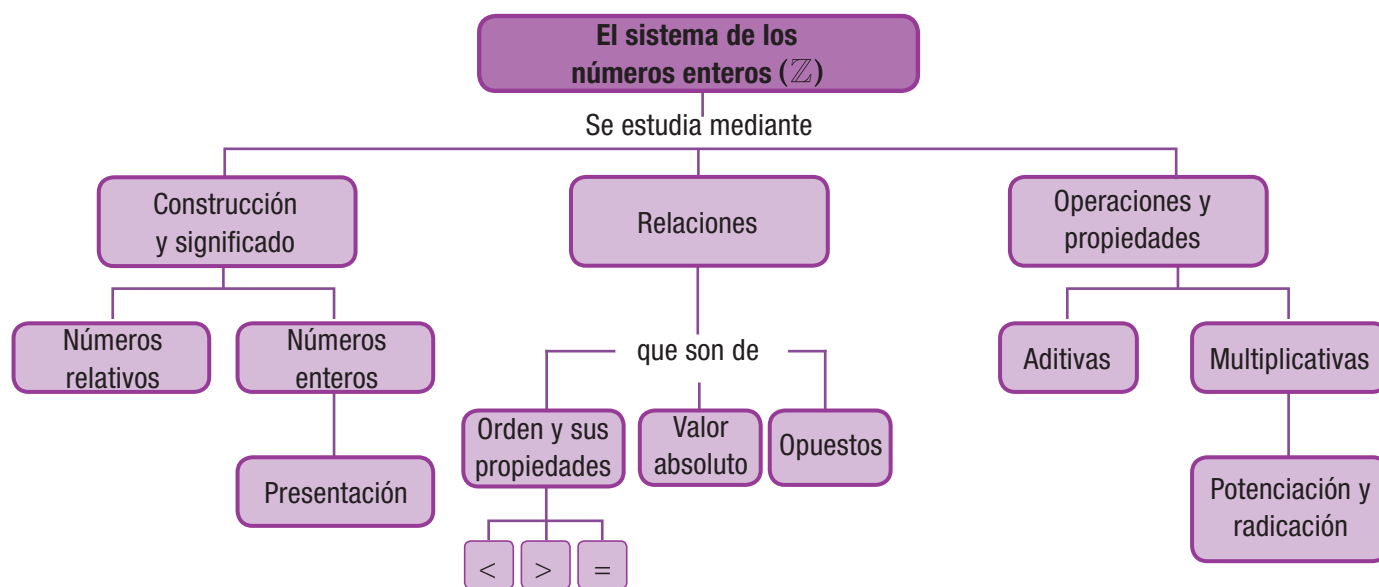 El sistema de los
números enteros (ℤ)
Se estudia mediante
Construcción
y significado
Relaciones
Operaciones y
propiedades
Números
relativos
Números
enteros
que son de
Aditivas
Multiplicativas
Orden y sus
propiedades
Valor
absoluto
Opuestos
Presentación
Potenciación y
radicación
< > =